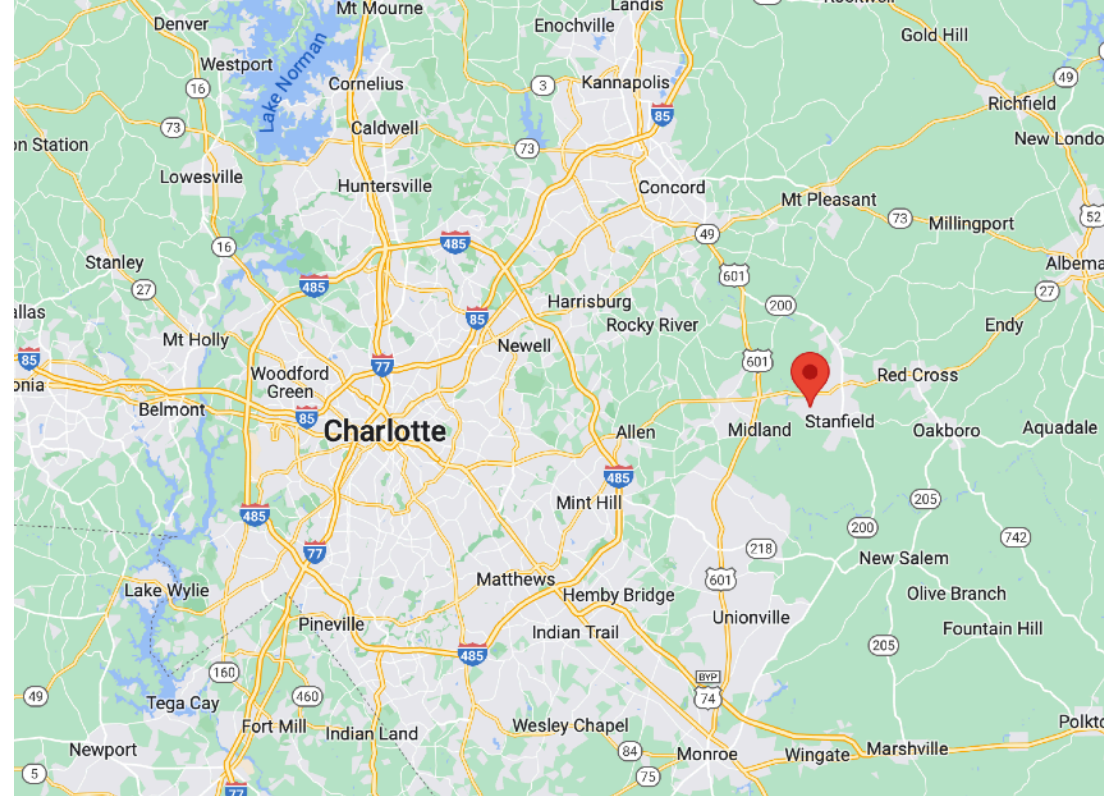 Mt Mourne
Landis
Rockwell
Denver
Enochville
Gold Hill
Westport
16
Lake Norman
Cornelius
3
Kannapolis
49
85
Richfield
73
Caldwell
73
on Station
New Londo
Lowesville
Huntersville
Concord
Mt Pleasant
52
73
Millingport
16
485
49
Stanley
485
601
Albema
27
200
27
allas
85
Harrisburg
Rocky River
Endy
Mt Holly
Newell
85
77
601
onia
Woodford
Green
Red Cross
Belmont
85
Charlotte
Allen
Midland
Stanfield
Oakboro
Aquadale
485
Mint Hill
205
485
200
742
77
218
New Salem
Matthews
601
Lake Wylie
Hemby Bridge
Olive Branch
Pineville
Indian Trail
Unionville
Fountain Hill
485
205
160
BYP
74
49
460
Tega Cay
Fort Mill
Indian Land
Wesley Chapel
Polkto
Newport
84
Monroe
Wingate
Marshville
5
75
77